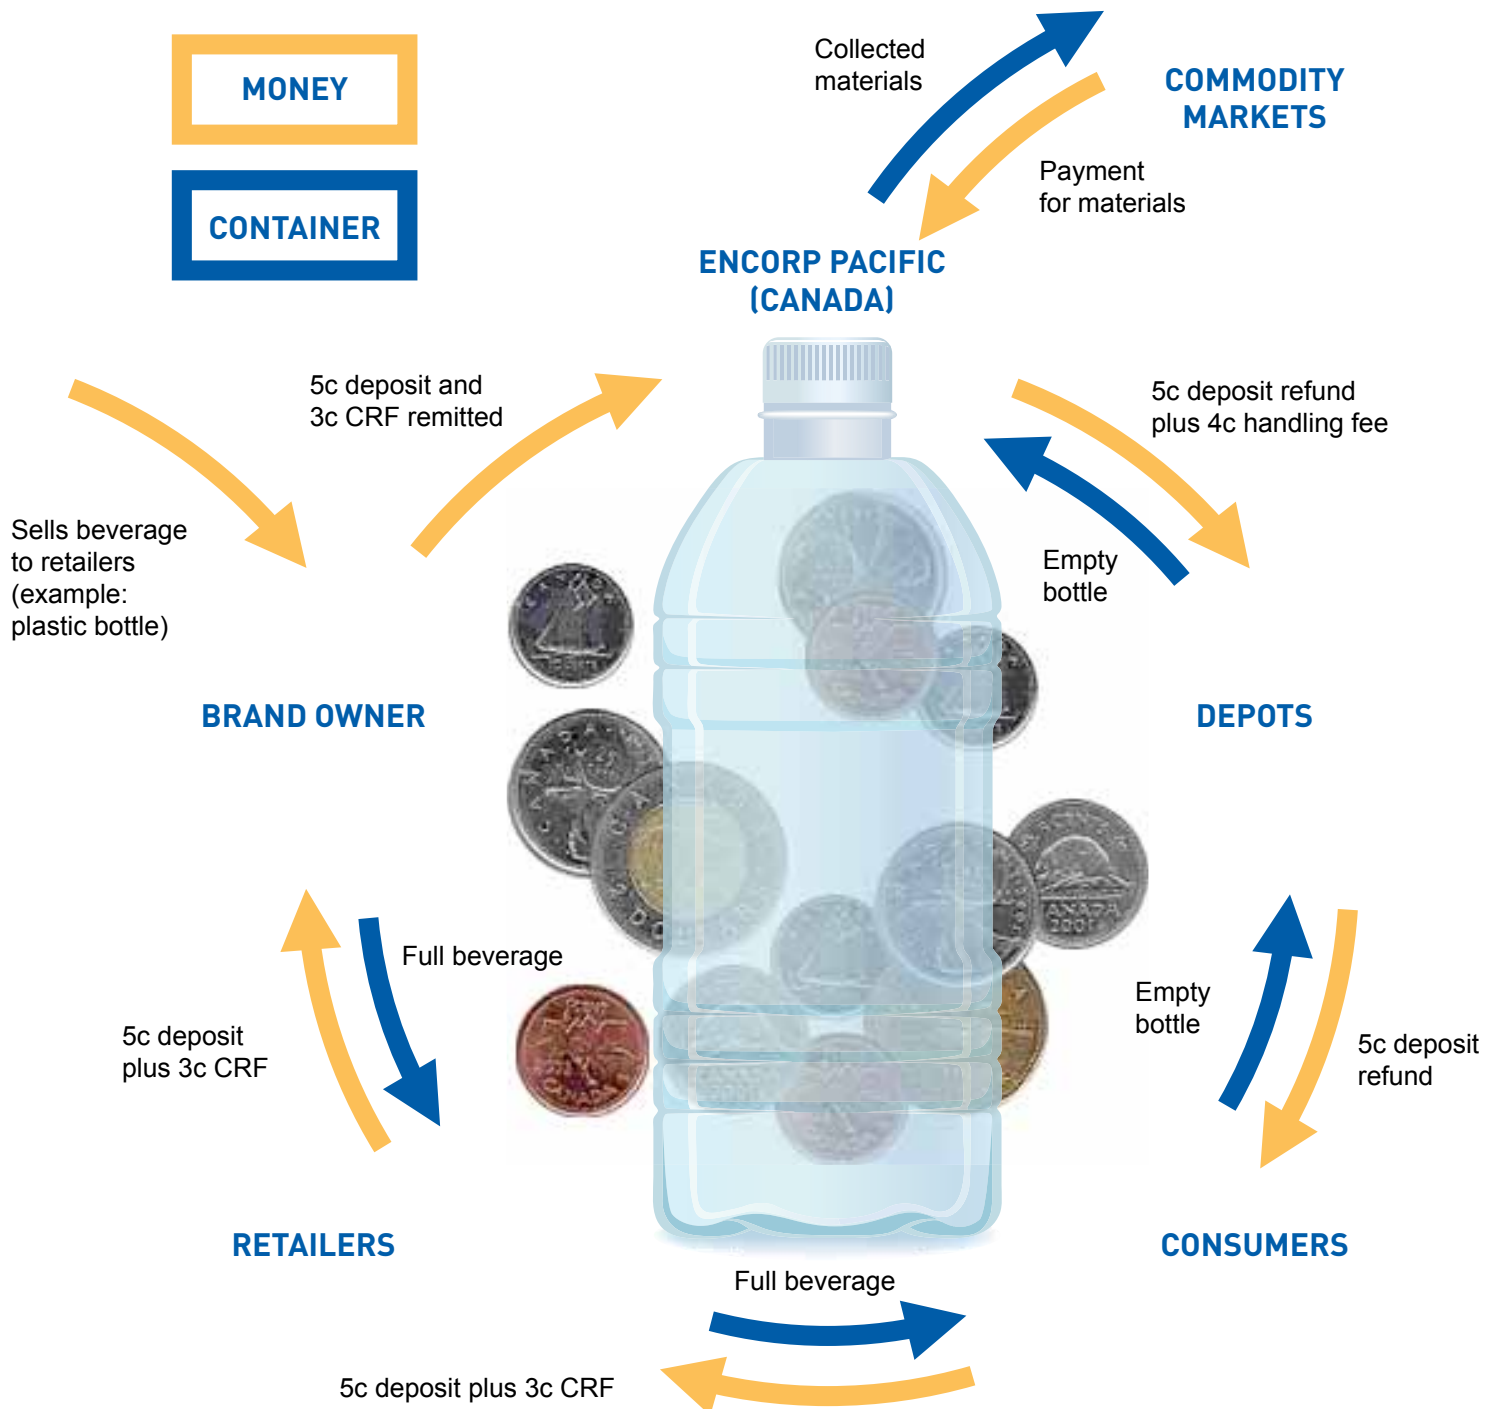 MONEY
CONTAINER
Collected
materials
COMMODITY
MARKETS
Payment
for materials
ENCORP PACIFIC
(CANADA)
5c deposit and
3c CRF remitted
5c deposit refund
plus 4c handling fee
Sells beverage
to retailers
(example:
plastic bottle)
Empty
bottle
BRAND OWNER
DEPOTS
Full beverage
5c deposit
plus 3c CRF
Empty
bottle
5c deposit
refund
CANADA
2001
CANADA
RETAILERS
CONSUMERS
Full beverage
5c deposit plus 3c CRF